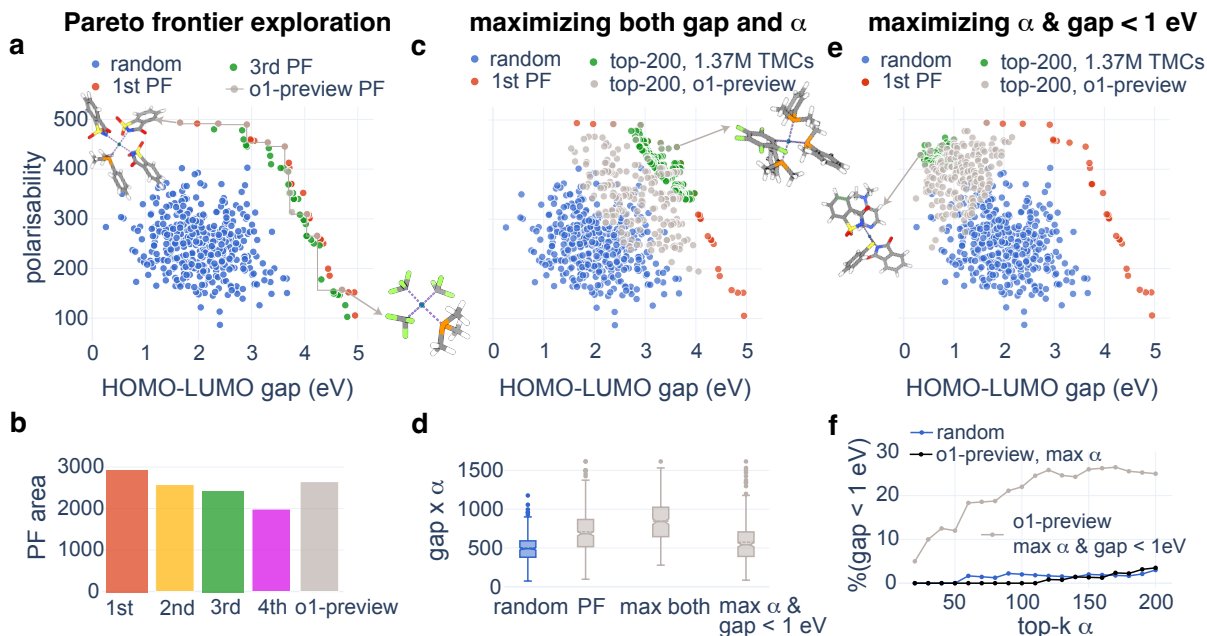 Pareto frontier exploration
a
random
1st PF
3rd PF
o1-preview PF
polarisability
500
400
300
200
100
0 1 2 3 4 5
HOMO-LUMO gap (eV)
maximizing both gap and α
c
random
1st PF
top-200, 1.37M TMCs
top-200, o1-preview
0 1 2 3 4 5
HOMO-LUMO gap (eV)
maximizing α & gap < 1 eV
e
random
1st PF
top-200, 1.37M TMCs
top-200, o1-preview
0 1 2 3 4 5
HOMO-LUMO gap (eV)
b
PF area
3000
2000
1000
0
1st 2nd 3rd 4th o1-preview
d
gap x α
1500
1000
500
0
random PF max both max α &
gap < 1 eV
f
random
o1-preview, max α
o1-preview
max α & gap < 1eV
%(gap < 1 eV)
30
20
10
0
50 100 150 200
top-k α